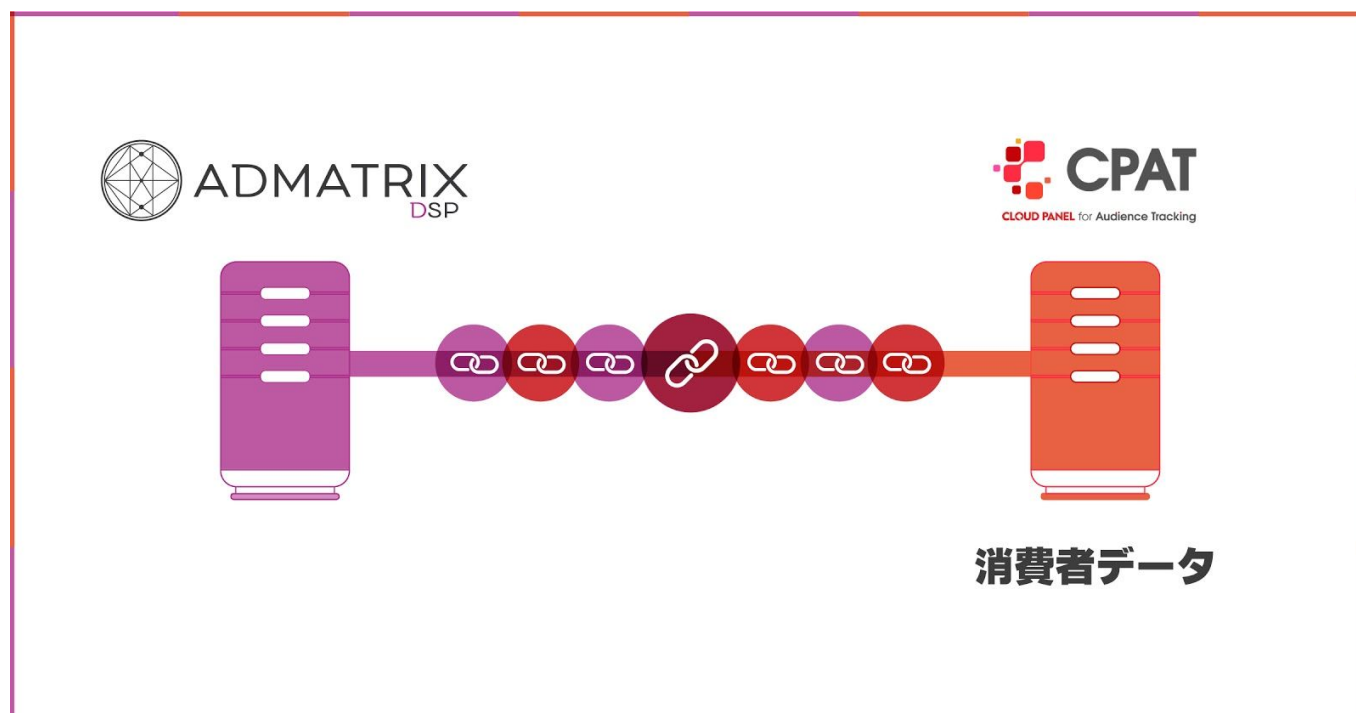 ADMATRIX
DSP
CPAT
CLOUD PANEL for Audience Tracking
消費者データ